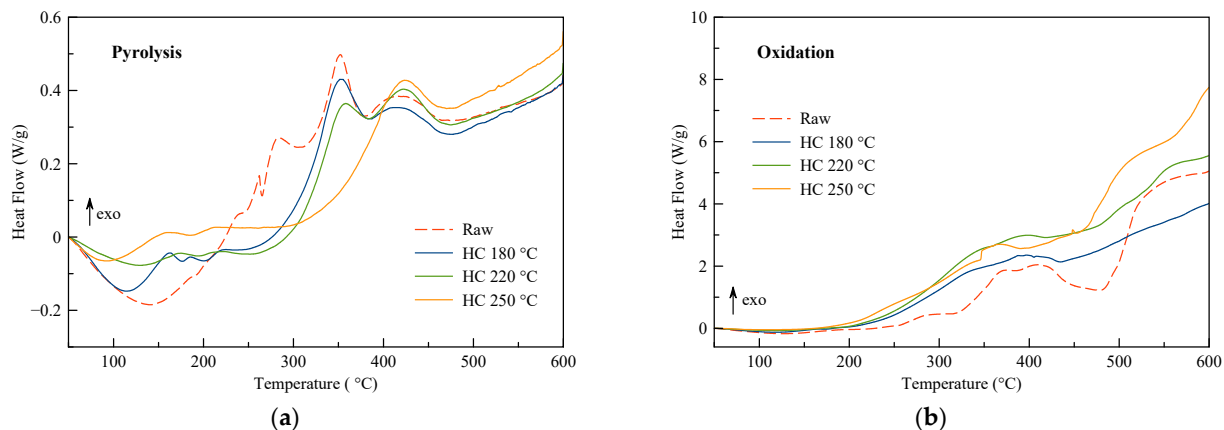 Pyrolysis
Heat Flow (W/g)
0.6
0.4
0.2
0
−0.2
exo
Raw
HC 180 °C
HC 220 °C
HC 250 °C
100
200
300
400
500
600
Temperature ( °C)
(a)
Oxidation
Heat Flow (W/g)
10
8
6
4
2
0
Raw
HC 180 °C
HC 220 °C
HC 250 °C
exo
100
200
300
400
500
600
Temperature (°C)
(b)